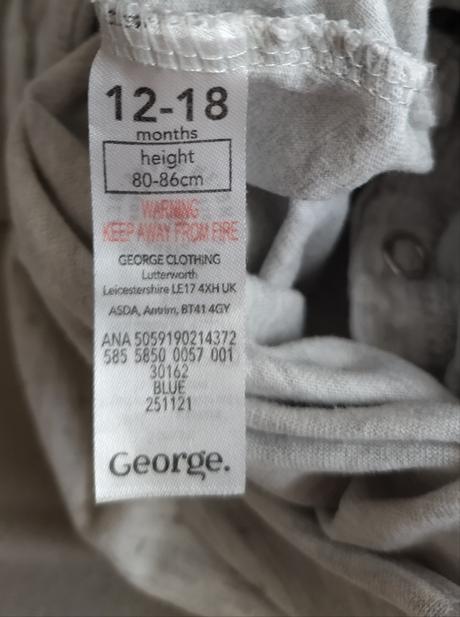 12-18
months
height
80-86cm
WARNING
KEEP AWAY FROM FIRE
GEORGE CLOTHING
Lutterworth
Leicestershire LE17 4XH UK
ASDA, Antrim, BT41 4GY
ANA 5059190214372
585 5850 0057 001
30162
BLUE
251121
George.